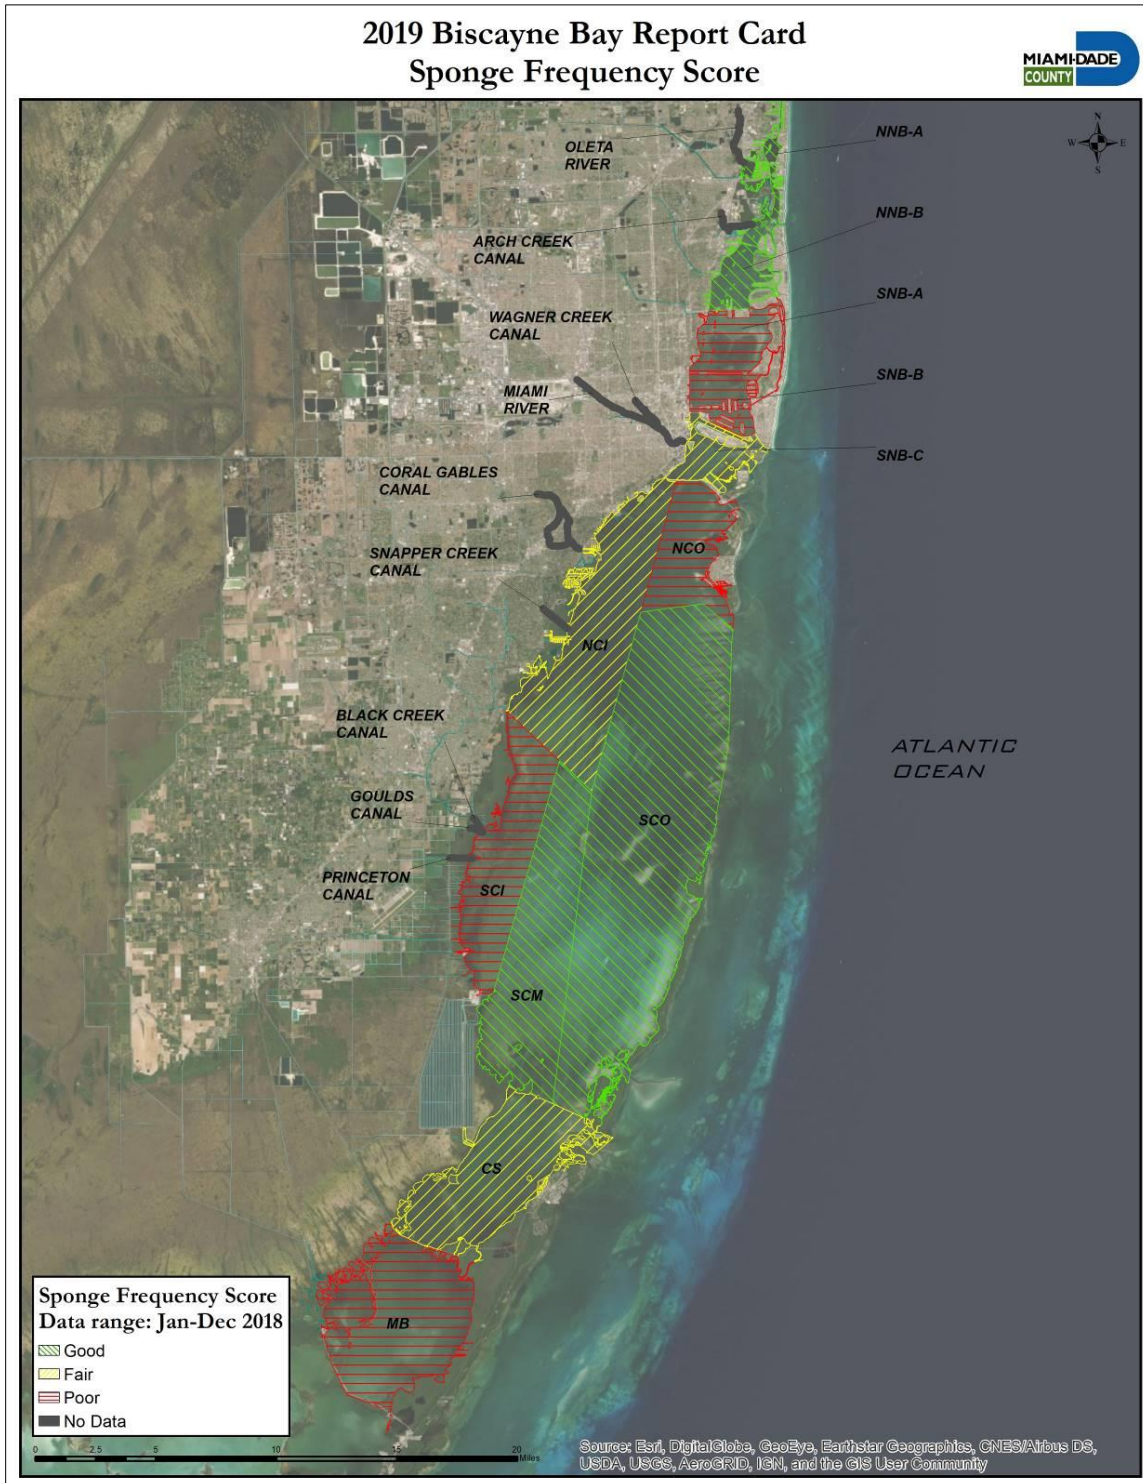 2019 Biscayne Bay Report Card
Sponge Frequency Score
MIAMI-DADE
COUNTY
N
W
E
S
OLETA
RIVER
NNB-A
NNB-B
ARCH CREEK
CANAL
SNB-A
WAGNER CREEK
CANAL
SNB-B
MIAMI
RIVER
SNB-C
CORAL GABLES
CANAL
SNAPPER CREEK
CANAL
NCO
NCI
BLACK CREEK
CANAL
ATLANTIC
OCEAN
GOULDS
CANAL
SCO
PRINCETON
CANAL
SCI
SCM
CS
MB
Sponge Frequency Score
Data range: Jan-Dec 2018
Good
Fair
Poor
No Data
0 2.5 5 10 15 20
Miles
Source: Esri, DigitalGlobe, GeoEye, Earthstar Geographics, CNES/Airbus DS,
USDA, USGS, AeroGRID, IGN, and the GIS User Community